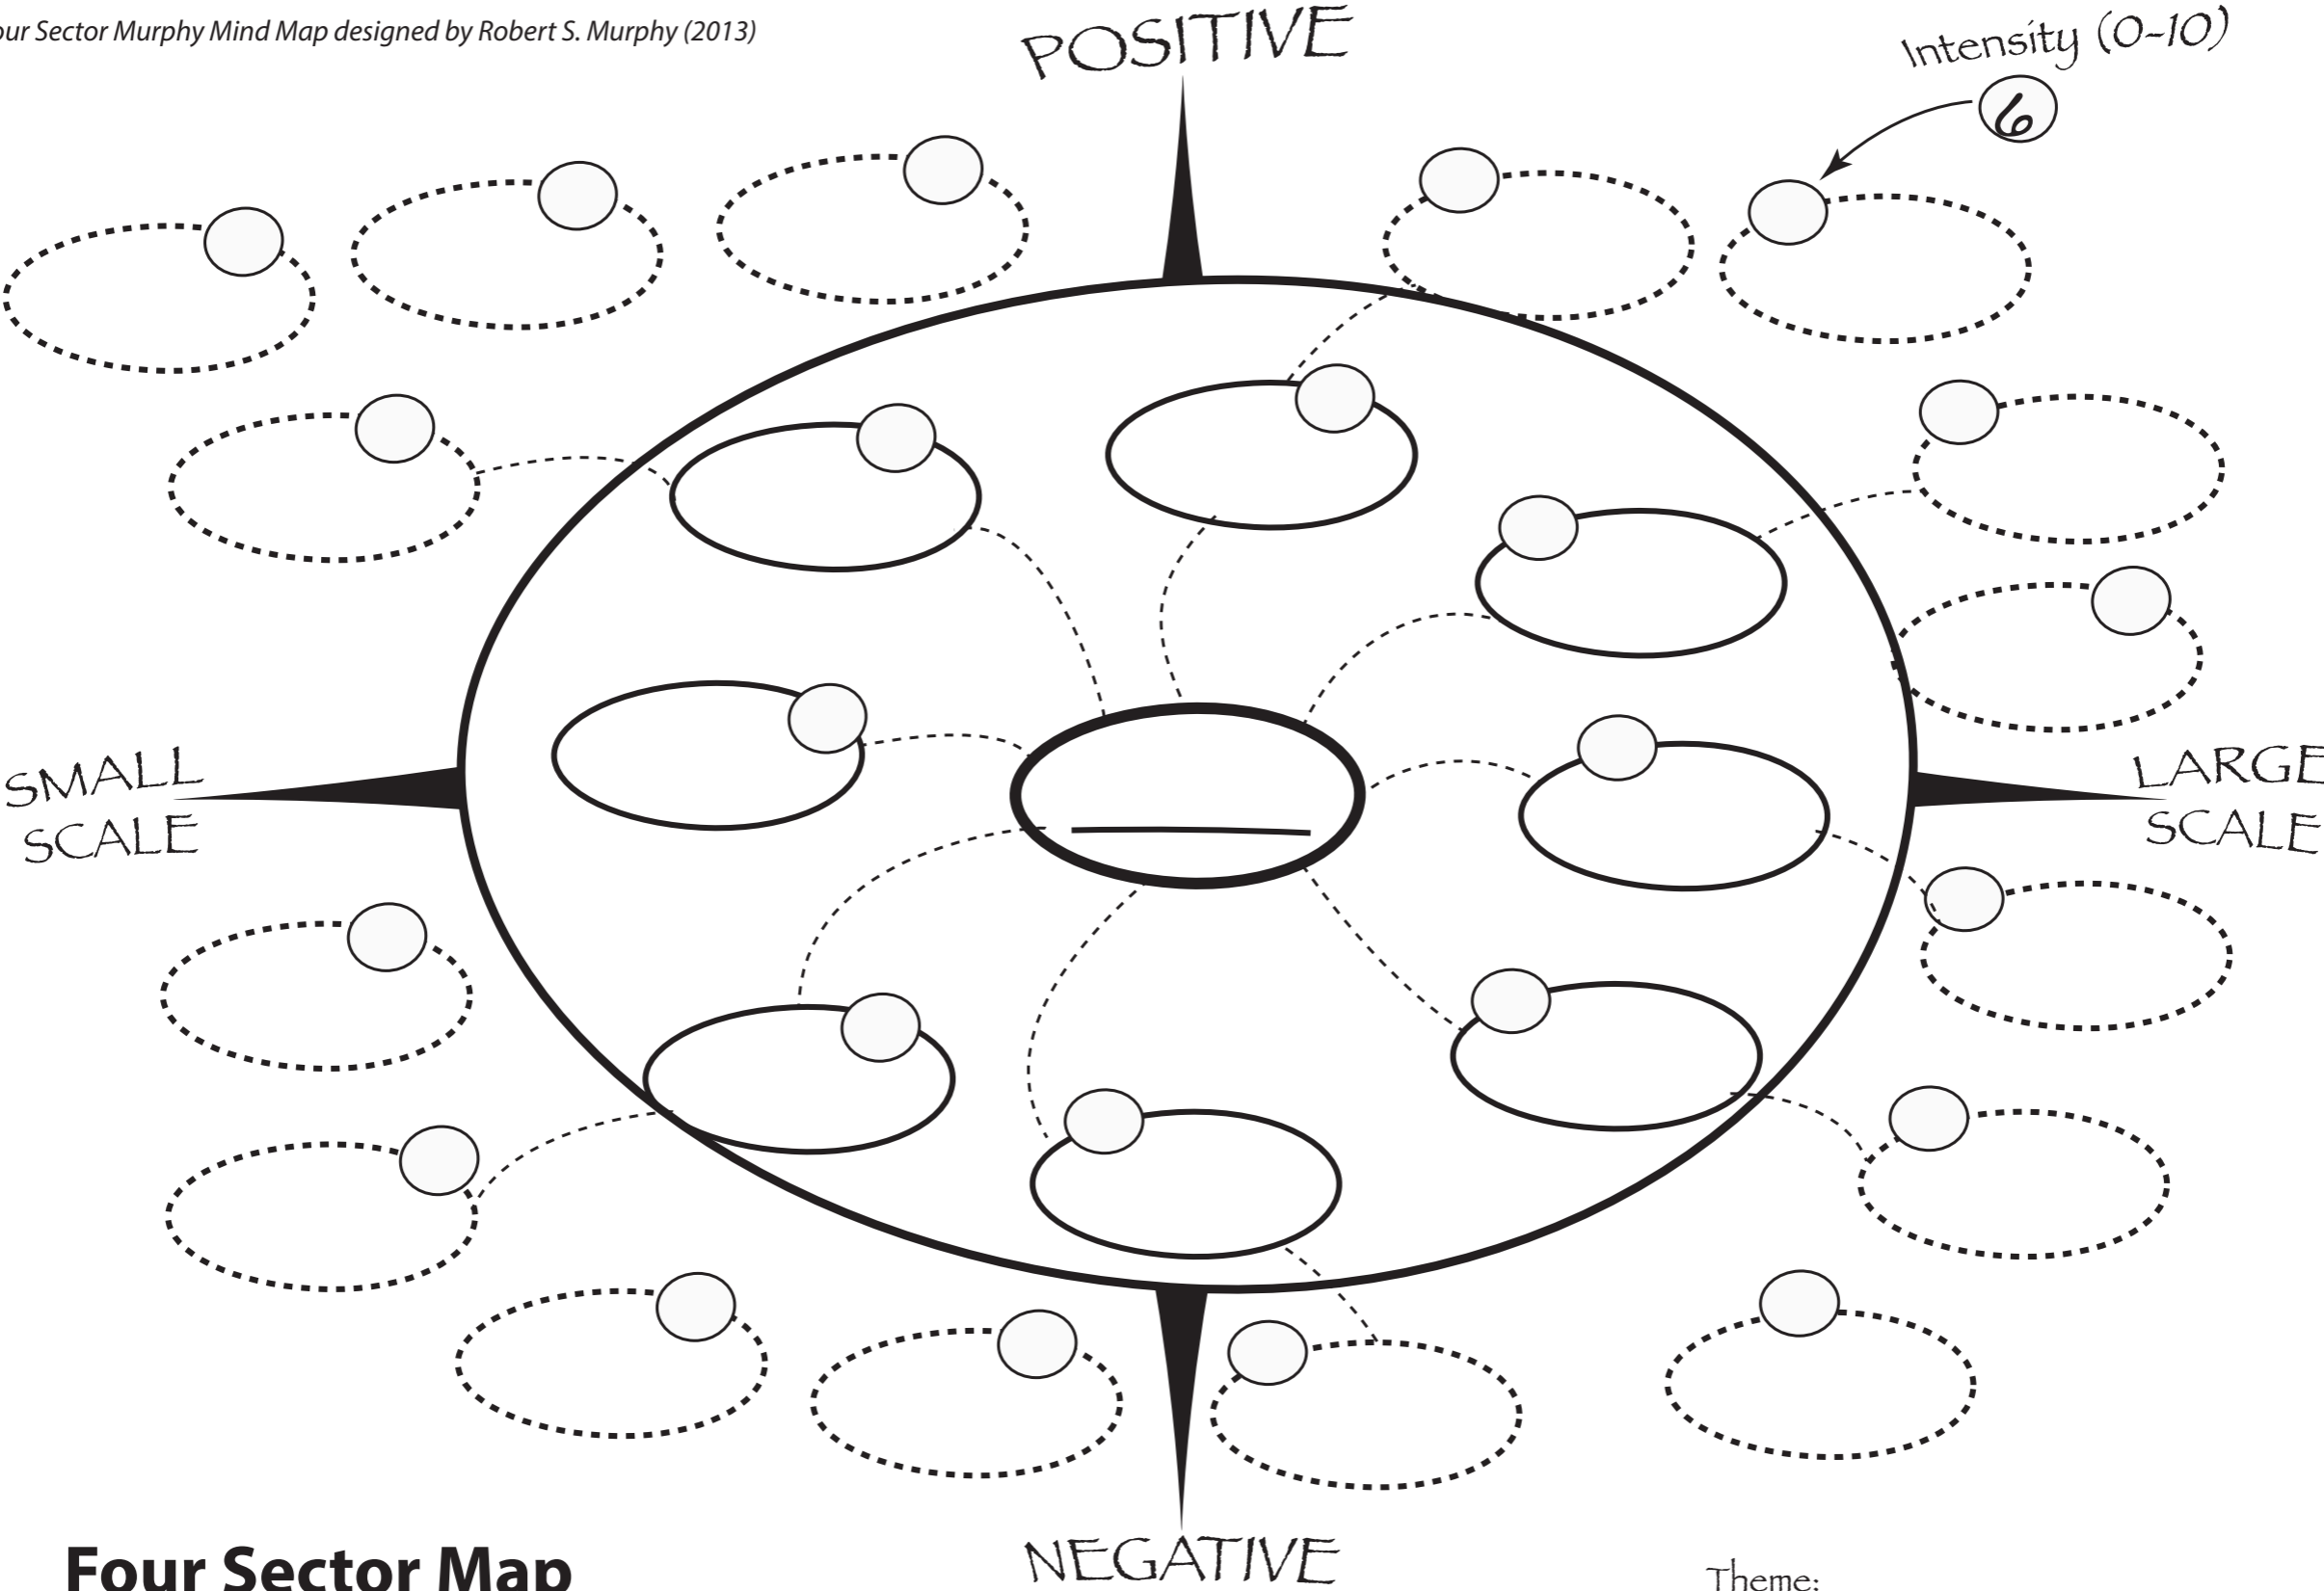 our Sector Murphy Mind Map designed by Robert S. Murphy (2013)
POSITIVE
Intensity (0-10)
6
SMALL
SCALE
LARGE
SCALE
NEGATIVE
Four Sector Map
Theme: